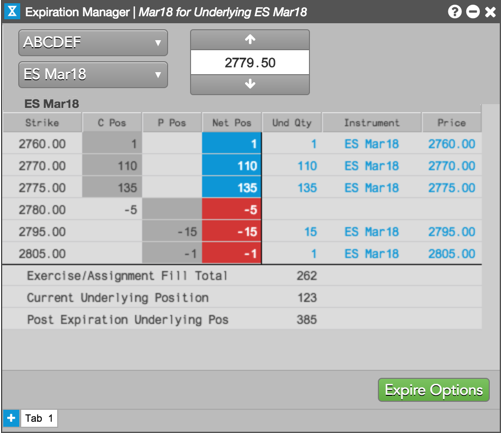 Expiration Manager | Mar18 for Underlying ES Mar18
ABCDEF
ES Mar18
2779.50
ES Mar18
Strike C Pos P Pos Net Pos Und Qty Instrument Price
2760.00 1 1 1 ES Mar18 2760.00
2770.00 110 110 110 ES Mar18 2770.00
2775.00 135 135 135 ES Mar18 2775.00
2780.00 -5 -5
2795.00 -15 -15 15 ES Mar18 2795.00
2805.00 -1 -1 1 ES Mar18 2805.00
Exercise/Assignment Fill Total 262
Current Underlying Position 123
Post Expiration Underlying Pos 385
Expire Options
+ Tab 1